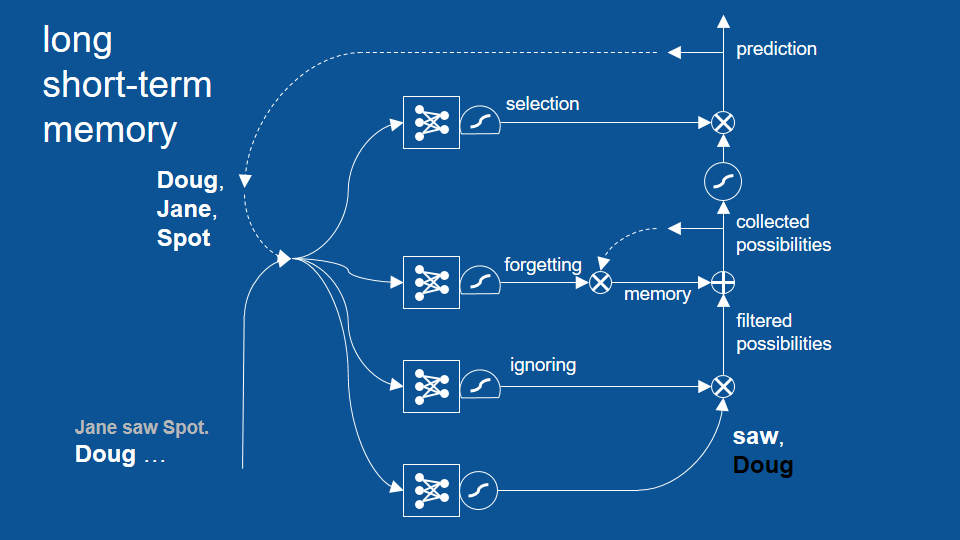 long
short-term
memory
prediction
selection
Doug,
Jane,
Spot
collected
possibilities
forgetting
memory
filtered
possibilities
ignoring
Jane saw Spot.
Doug …
saw,
Doug